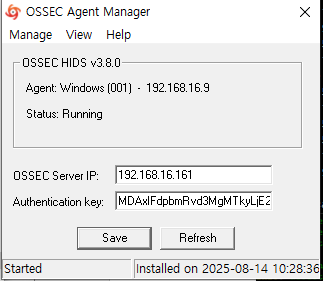 OSSEC Agent Manager
Manage View Help
OSSEC HIDS v3.8.0
Agent: Windows (001) - 192.168.16.9
Status: Running
OSSEC Server IP: 192.168.16.161
Authentication key: MDAxIFdpbmRvd3MgMTkyLjE2
Save Refresh
Started Installed on 2025-08-14 10:28:36